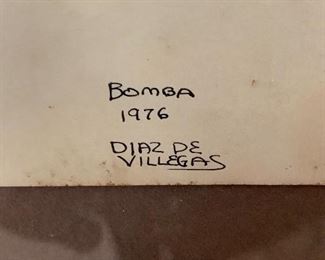 BOMBA
1976
DIAZ DE
VILLEGAS